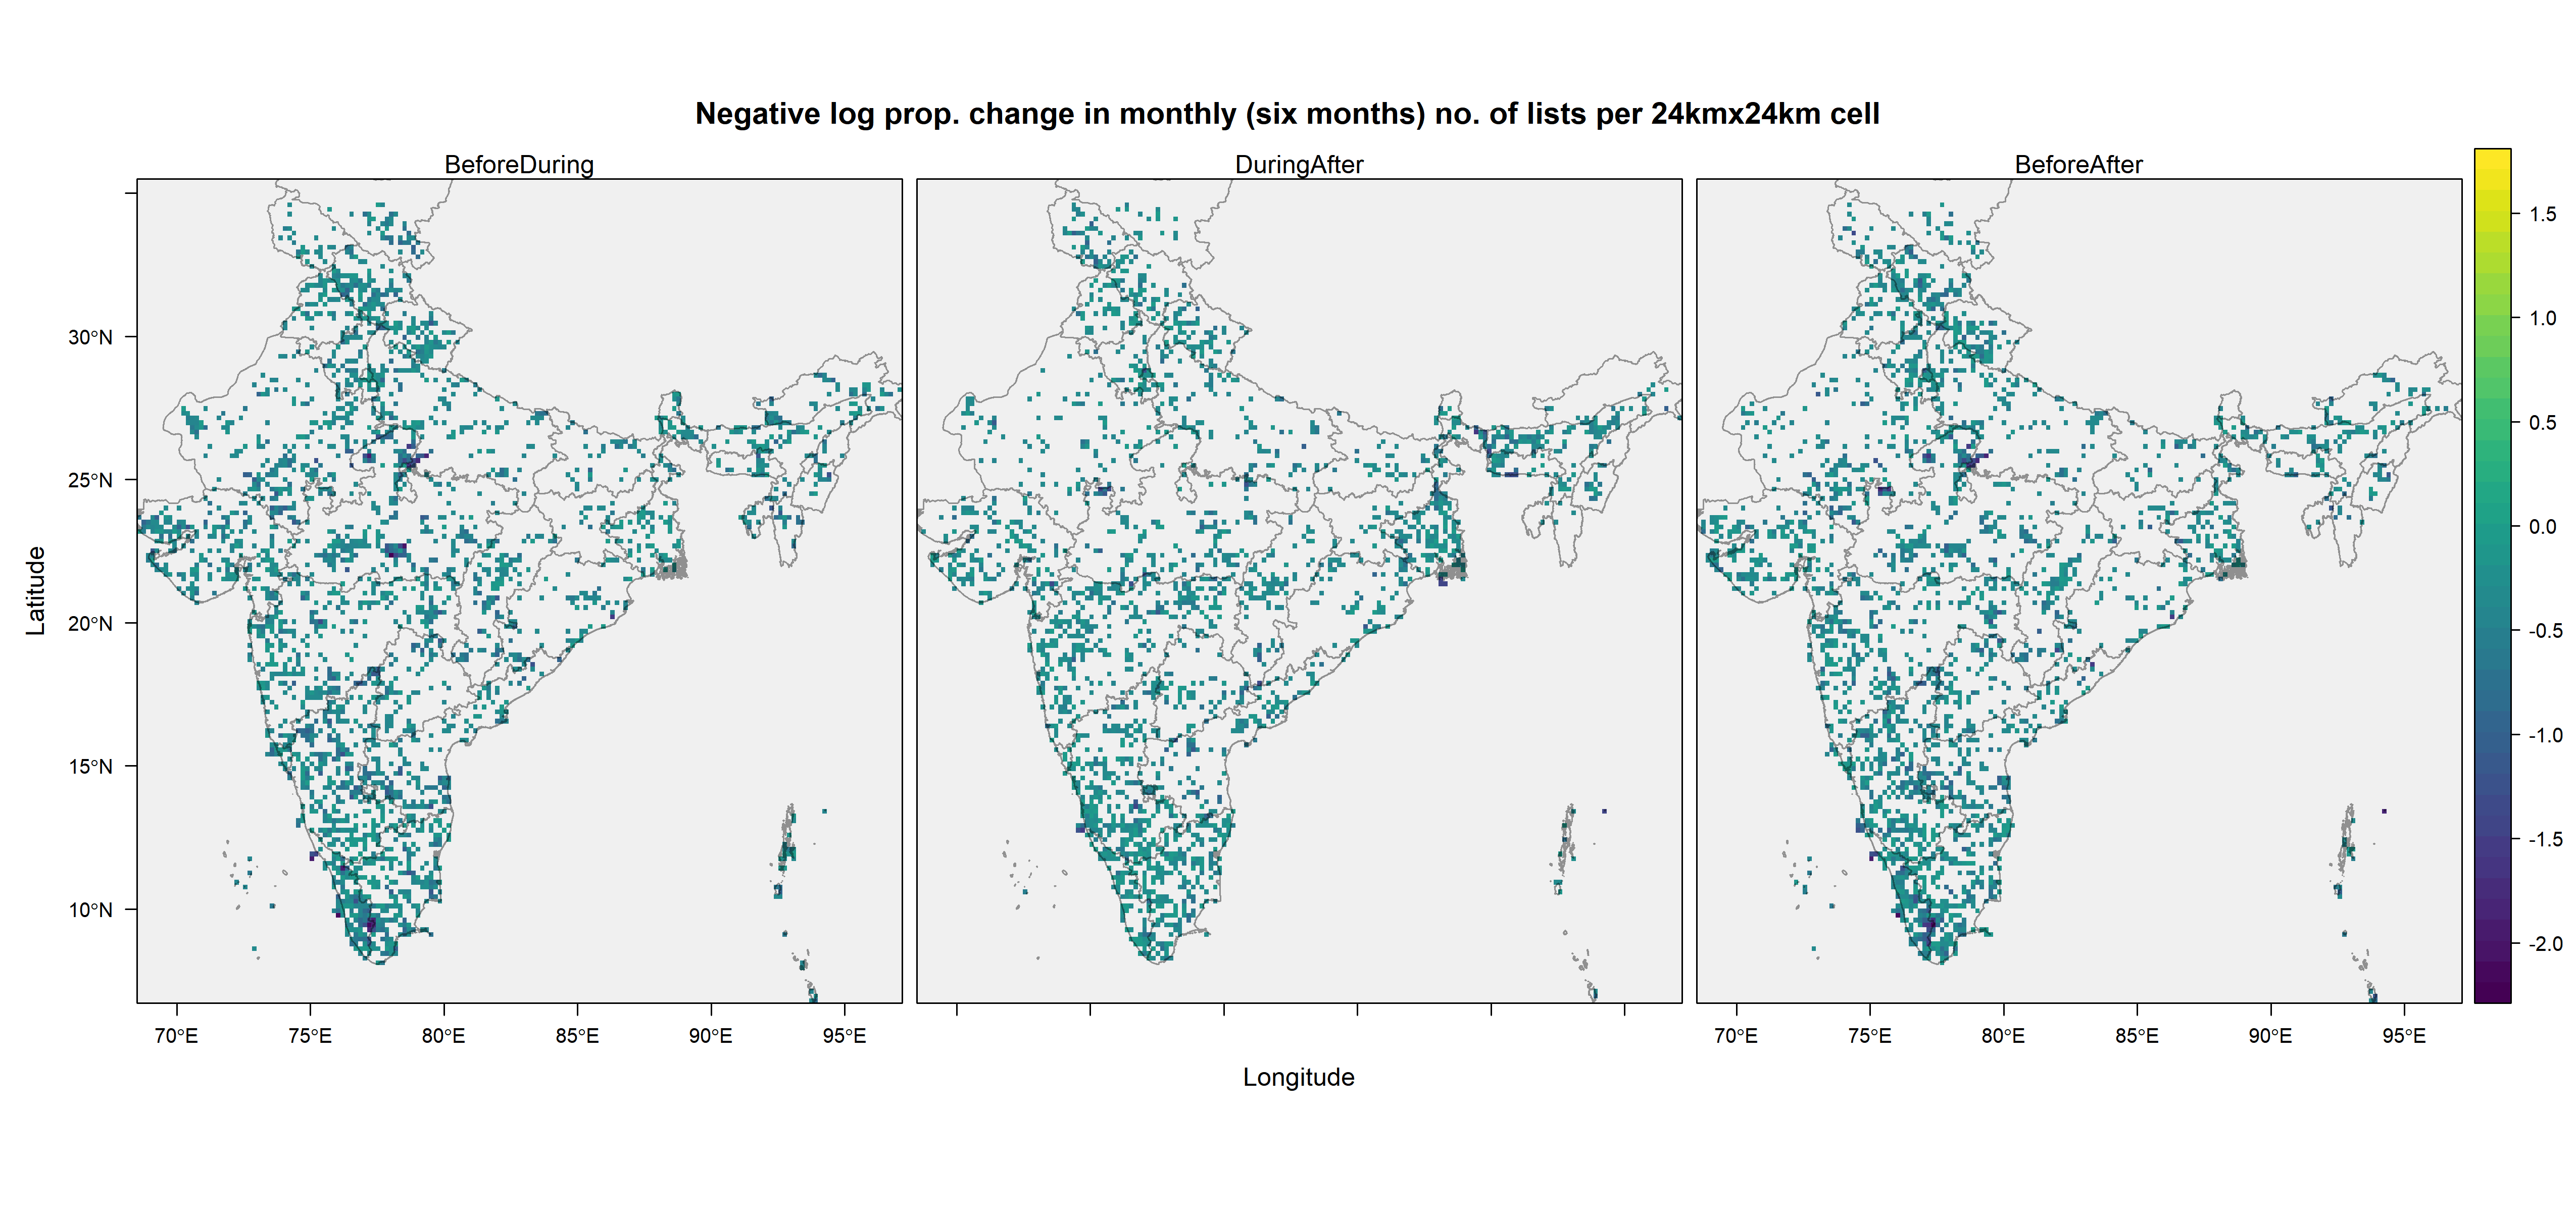 Negative log prop. change in monthly (six months) no. of lists per 24kmx24km cell
BeforeDuring
DuringAfter
BeforeAfter
30°N
25°N
20°N
15°N
10°N
Latitude
70°E 75°E 80°E 85°E 90°E 95°E
70°E 75°E 80°E 85°E 90°E 95°E
Longitude
1.5
1.0
0.5
0.0
-0.5
-1.0
-1.5
-2.0